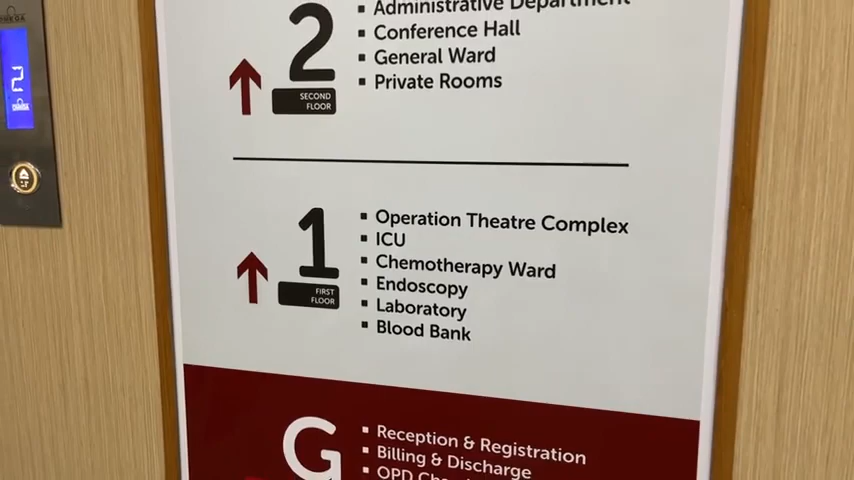 2
SECOND
FLOOR
Administrative Department
Conference Hall
General Ward
Private Rooms
1
FIRST
FLOOR
Operation Theatre Complex
ICU
Chemotherapy Ward
Endoscopy
Laboratory
Blood Bank
G
Reception & Registration
Billing & Discharge
OPD
2